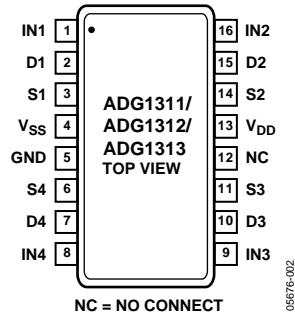 IN1 1 16 IN2
D1 2 15 D2
S1 3 14 S2
VSS 4 13 VDD
GND 5 12 NC
S4 6 11 S3
D4 7 10 D3
IN4 8 9 IN3
ADG1311/
ADG1312/
ADG1313
TOP VIEW
NC = NO CONNECT
05676-002